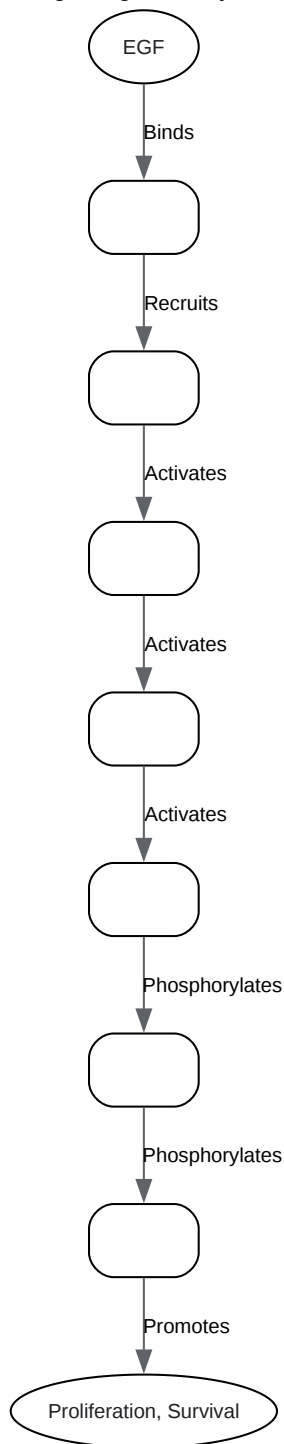 EGF
Binds
Recruits
Activates
Activates
Activates
Phosphorylates
Phosphorylates
Promotes
Proliferation, Survival